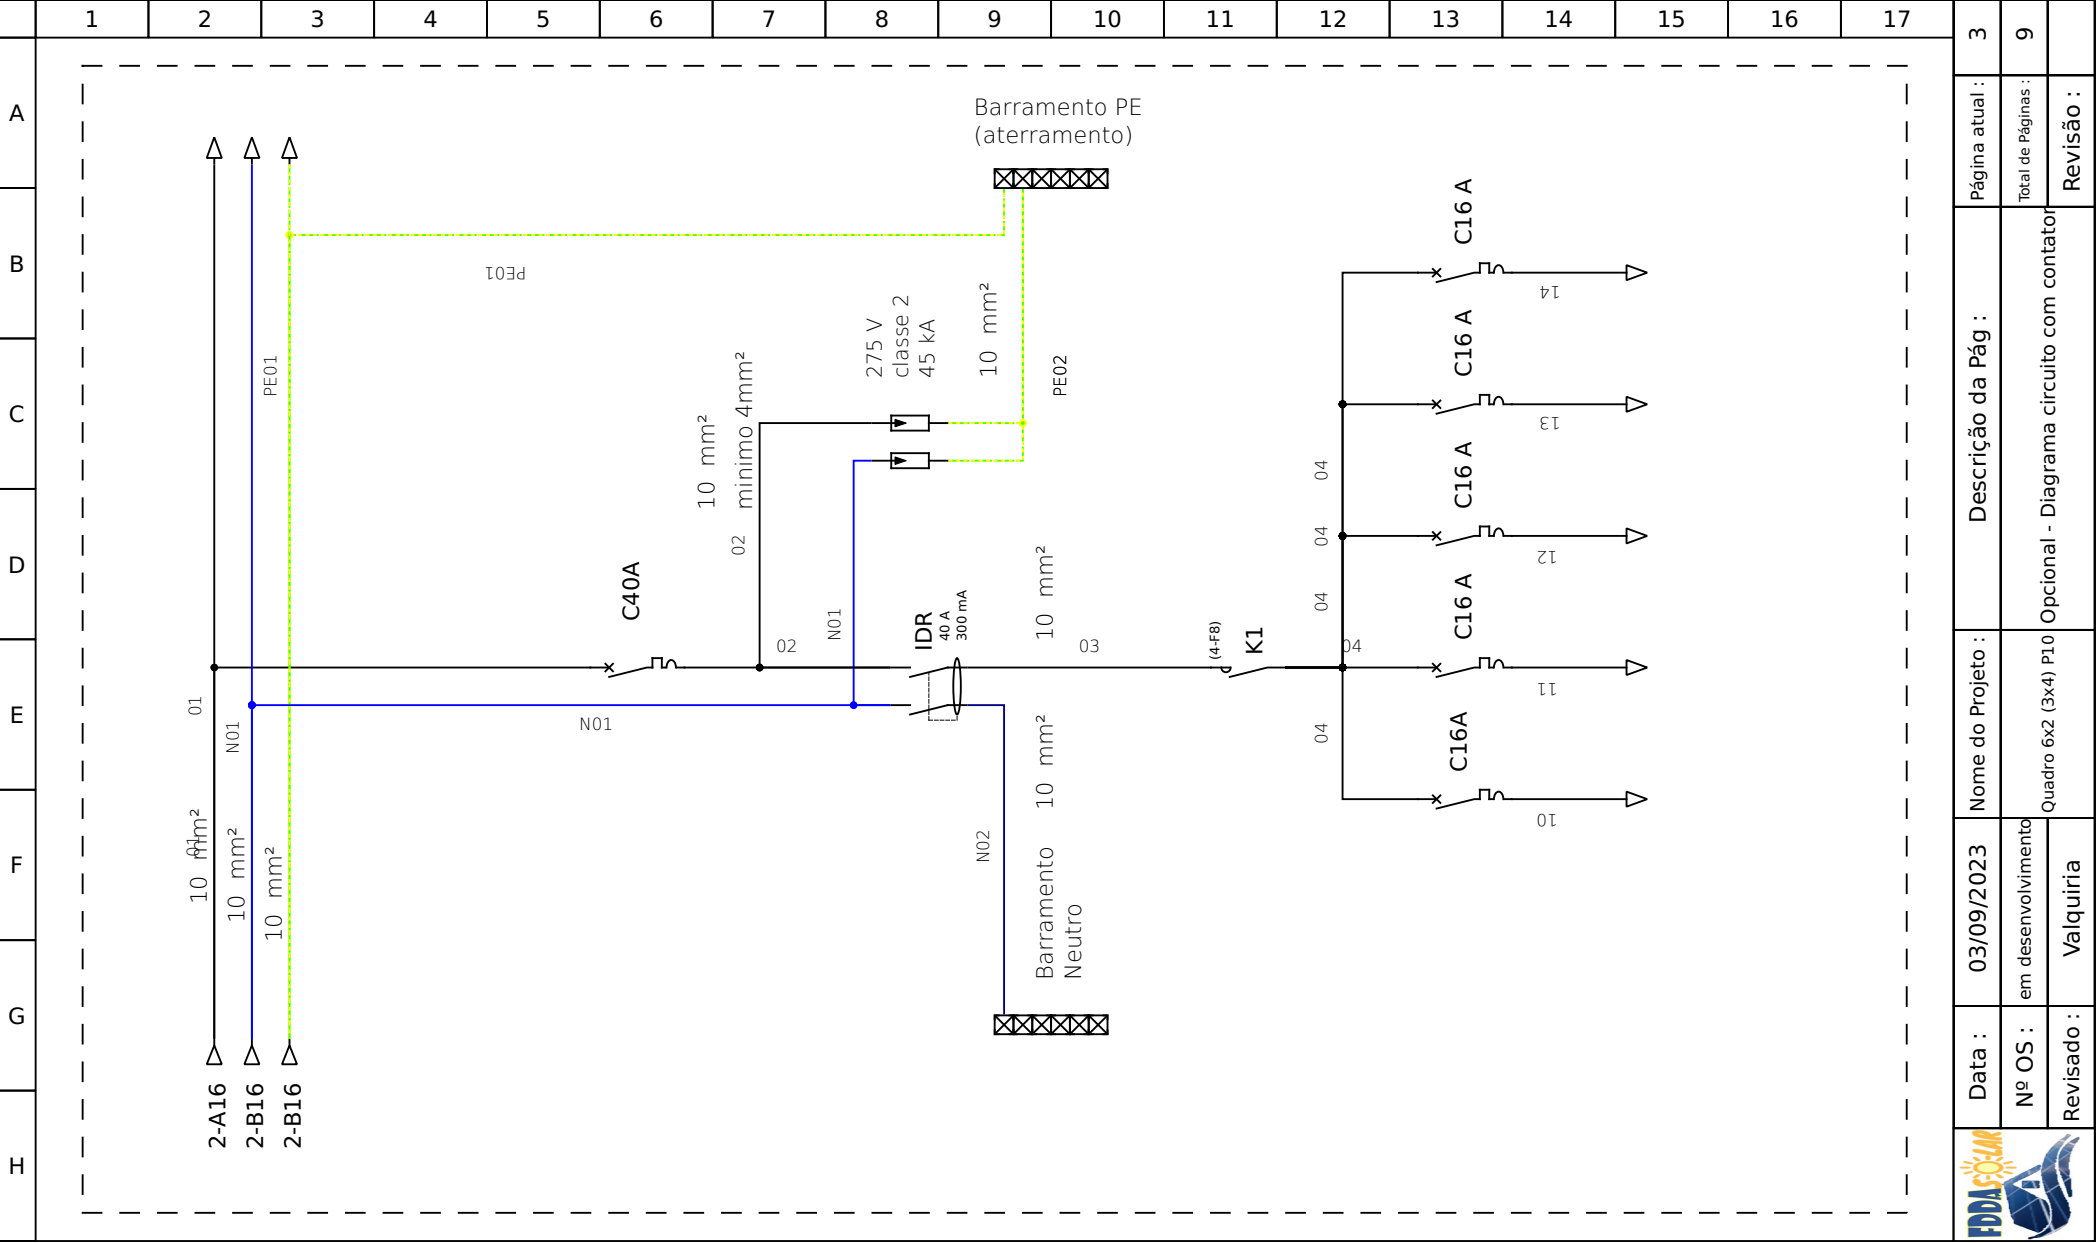 1 2 3 4 5 6 7 8 9 10 11 12 13 14 15 16 17
A
B
C
D
E
F
G
H
Barramento PE
(aterramento)
PE01
PE01
10 mm²
minimo 4mm²
275 V
classe 2
45 kA
10 mm²
PE02
02
C40A
02
N01
IDR
40 A
300 mA
10 mm²
03
(4-F8)
K1
04
04
04
04
04
C16 A
14
C16 A
13
C16 A
12
C16 A
11
C16A
10
01
N01
N01
10 mm²
01
10 mm²
10 mm²
N02
10 mm²
Barramento
Neutro
2-A16
2-B16
2-B16
Data :
03/09/2023
Nome do Projeto :
Descrição da Pág :
Página atual :
3
Nº OS :
em desenvolvimento
Quadro 6x2 (3x4) P10
Opcional - Diagrama circuito com contator
Total de Páginas :
9
Revisado :
Valquiria
Revisão :
FDDA SOLAR